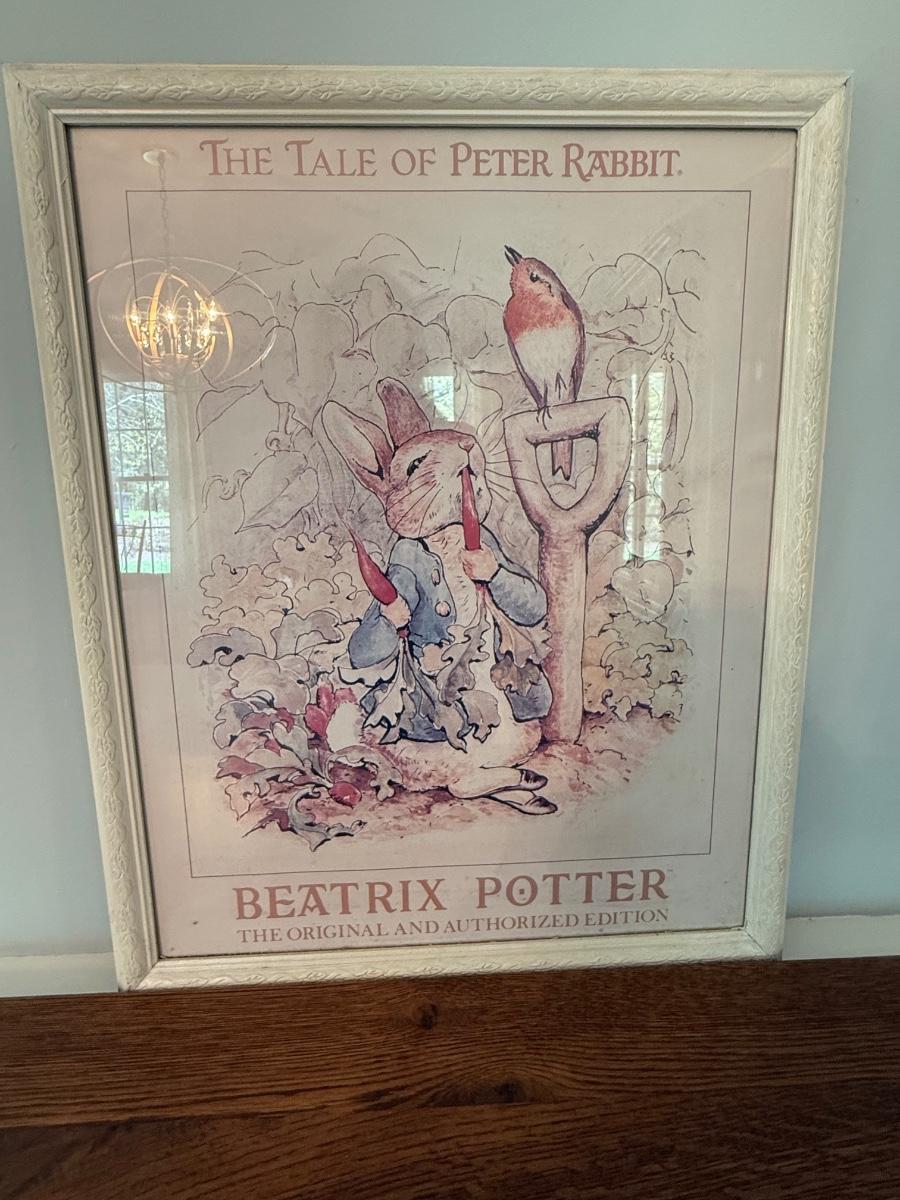 THE TALE OF PETER RABBIT.
BEATRIX POTTER
THE ORIGINAL AND AUTHORIZED EDITION